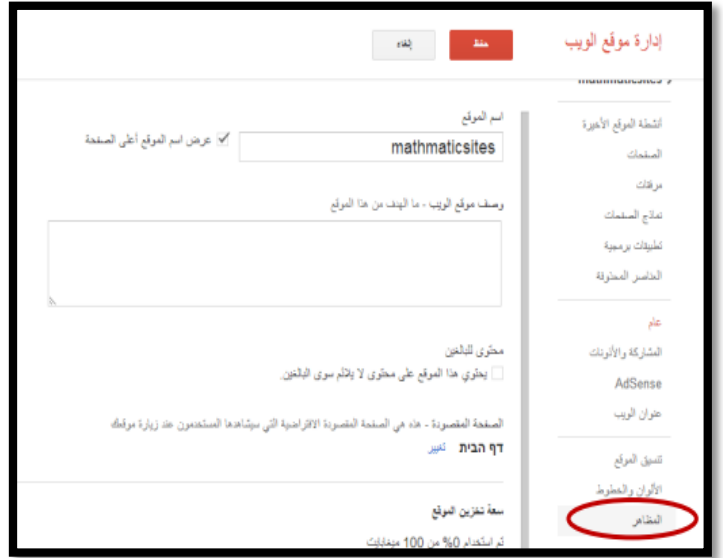 إدارة موقع الويب
حفظ
إلغاء
mathmaticsites
أنشطة الموقع الأخيرة
الصفحات
مرفقات
نماذج الصفحات
تطبيقات برمجية
العناصر المحذوفة
عام
المشاركة والأذونات
AdSense
عنوان الويب
تنسيق الموقع
الألوان والخطوط
المظاهر
اسم الموقع
mathmaticsites
عرض اسم الموقع أعلى الصفحة
وصف موقع الويب - ما الهدف من هذا الموقع
محتوى للبالغين
يحتوي هذا الموقع على محتوى لا يلائم سوى البالغين.
الصفحة المقصودة - هذه هي الصفحة المقصودة الافتراضية التي سيشاهدها المستخدمون عند زيارة موقعك
דף הבית تغيير
سعة تخزين الموقع
تم استخدام 0% من 100 ميغابايت